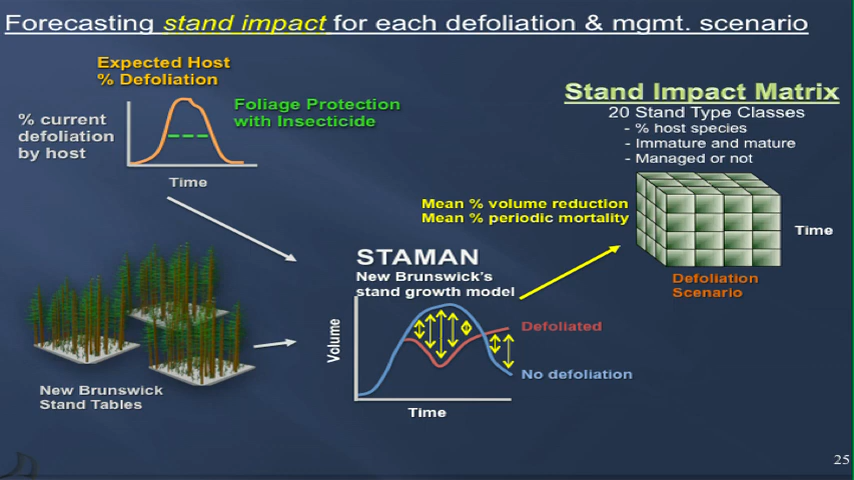 Forecasting stand impact for each defoliation & mgmt. scenario
Expected Host
% Defoliation
Foliage Protection
with Insecticide
% current
defoliation
by host
Time
Stand Impact Matrix
20 Stand Type Classes
- % host species
- Immature and mature
- Managed or not
Mean % volume reduction
Mean % periodic mortality
Time
Defoliation
Scenario
STAMAN
New Brunswick's
stand growth model
Volume
Defoliated
No defoliation
Time
New Brunswick
Stand Tables
25